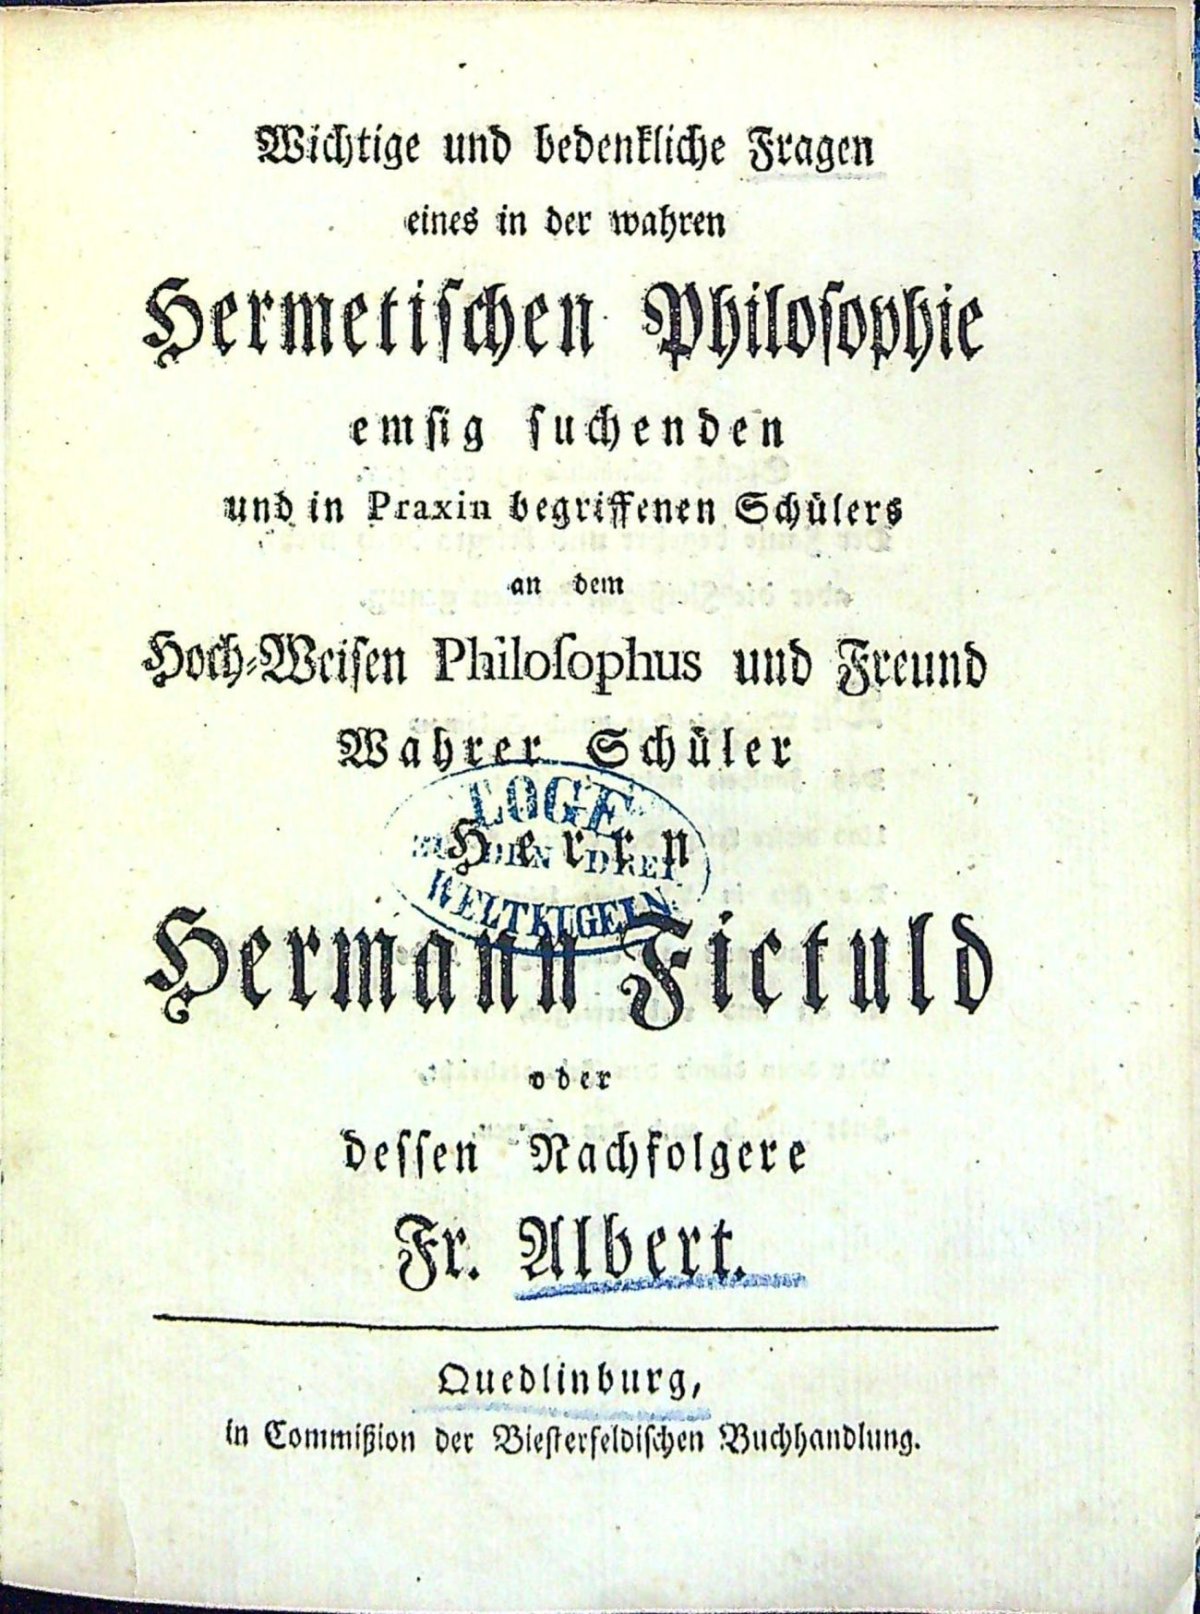 Wichtige und bedenkliche Fragen
eines in der wahren
Hermetiſchen Philoſophie
emſig ſuchenden
und in Praxin begriffenen Schülers
an dem
Hoch-Weiſen Philoſophus und Freund
Wahrer Schüler
LOGE
Herrn
ZU DEN DREI
WELTKUGELN
Hermann Fictuld
oder
deſſen Nachfolgere
Fr. Albert.
Quedlinburg,
in Commißion der Bieſterfeldiſchen Buchhandlung.